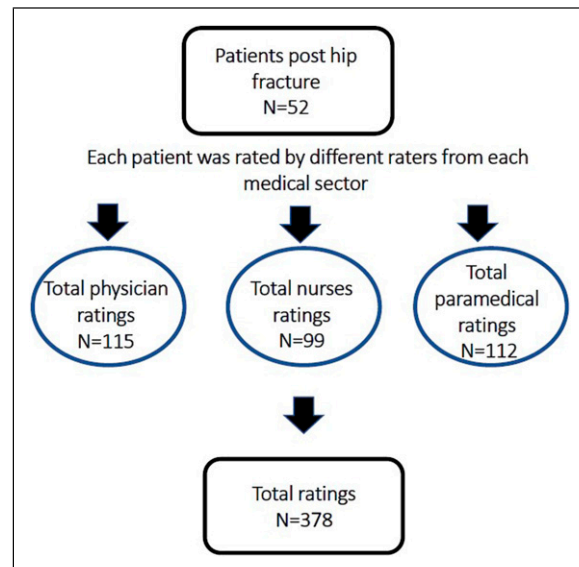 Patients post hip
fracture
N=52
Each patient was rated by different raters from each
medical sector
Total physician
ratings
N=115
Total nurses
ratings
N=99
Total
paramedical
ratings
N=112
Total ratings
N=378